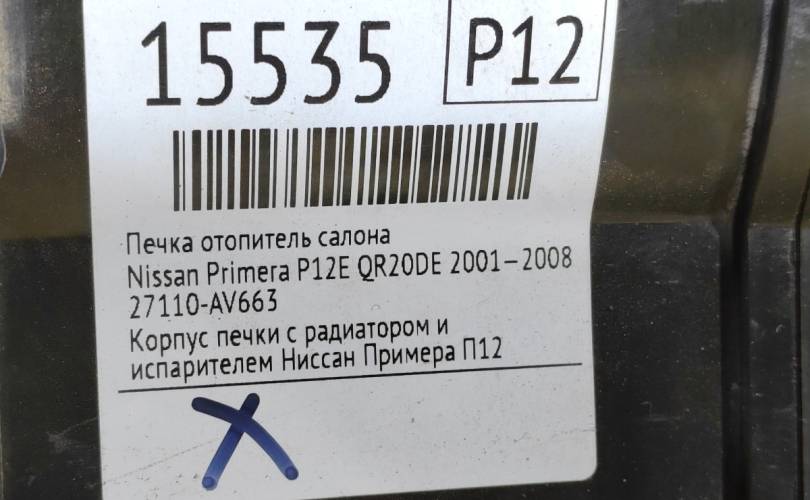 15535 P12
Печка отопитель салона
Nissan Primera P12E QR20DE 2001–2008
27110-AV663
Корпус печки с радиатором и
испарителем Ниссан Примера П12
X